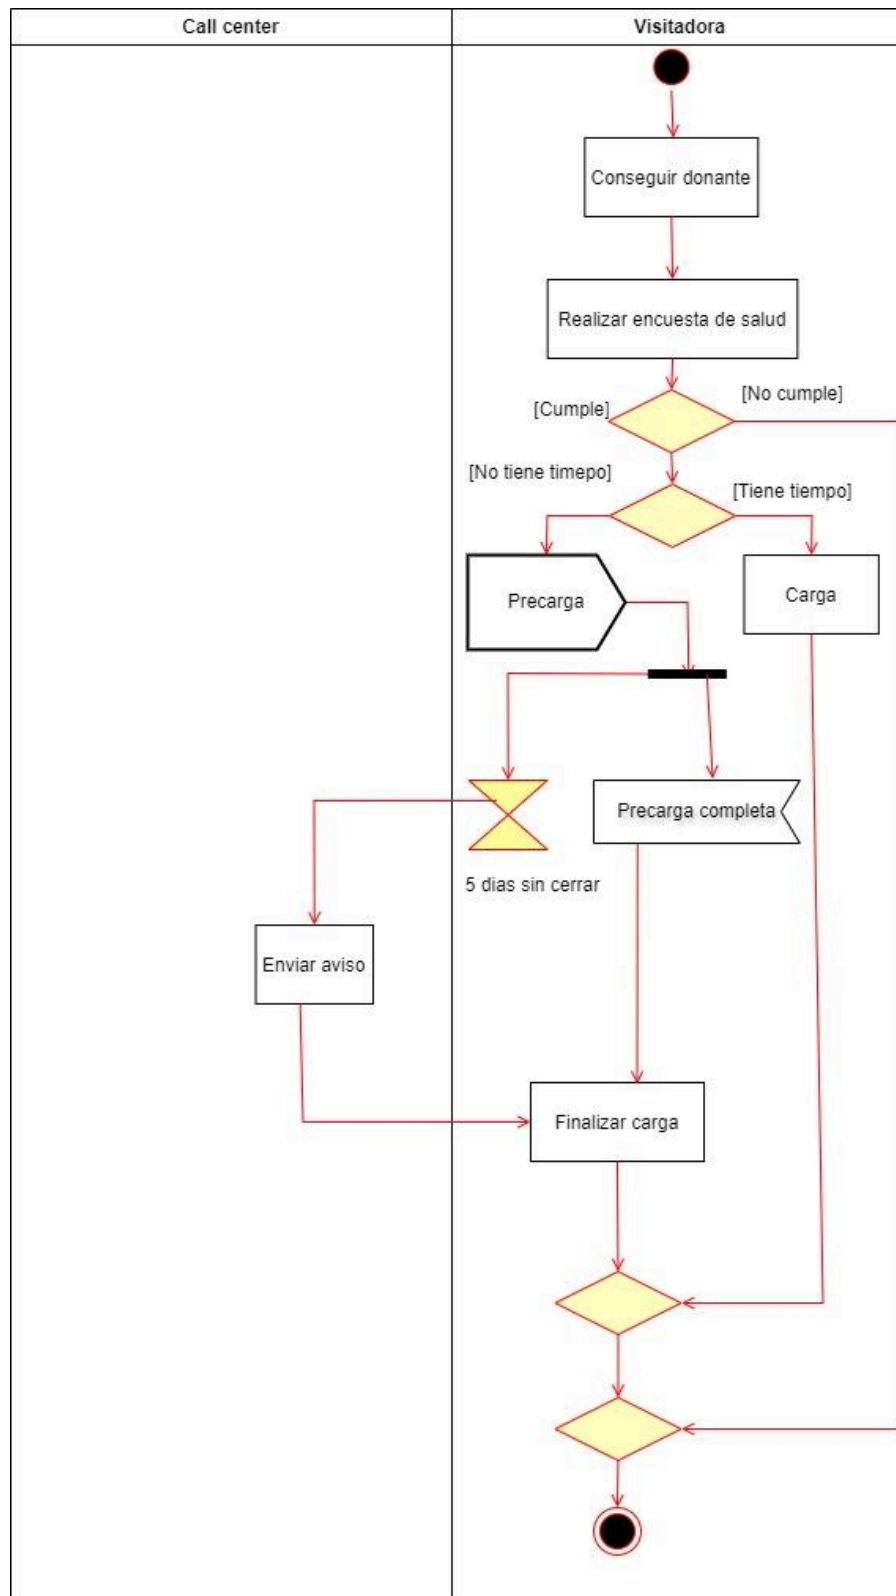 Call center
Visitadora
Conseguir donante
Realizar encuesta de salud
[Cumple]
[No cumple]
[No tiene timepo]
[Tiene tiempo]
Precarga
Carga
Precarga completa
5 dias sin cerrar
Enviar aviso
Finalizar carga